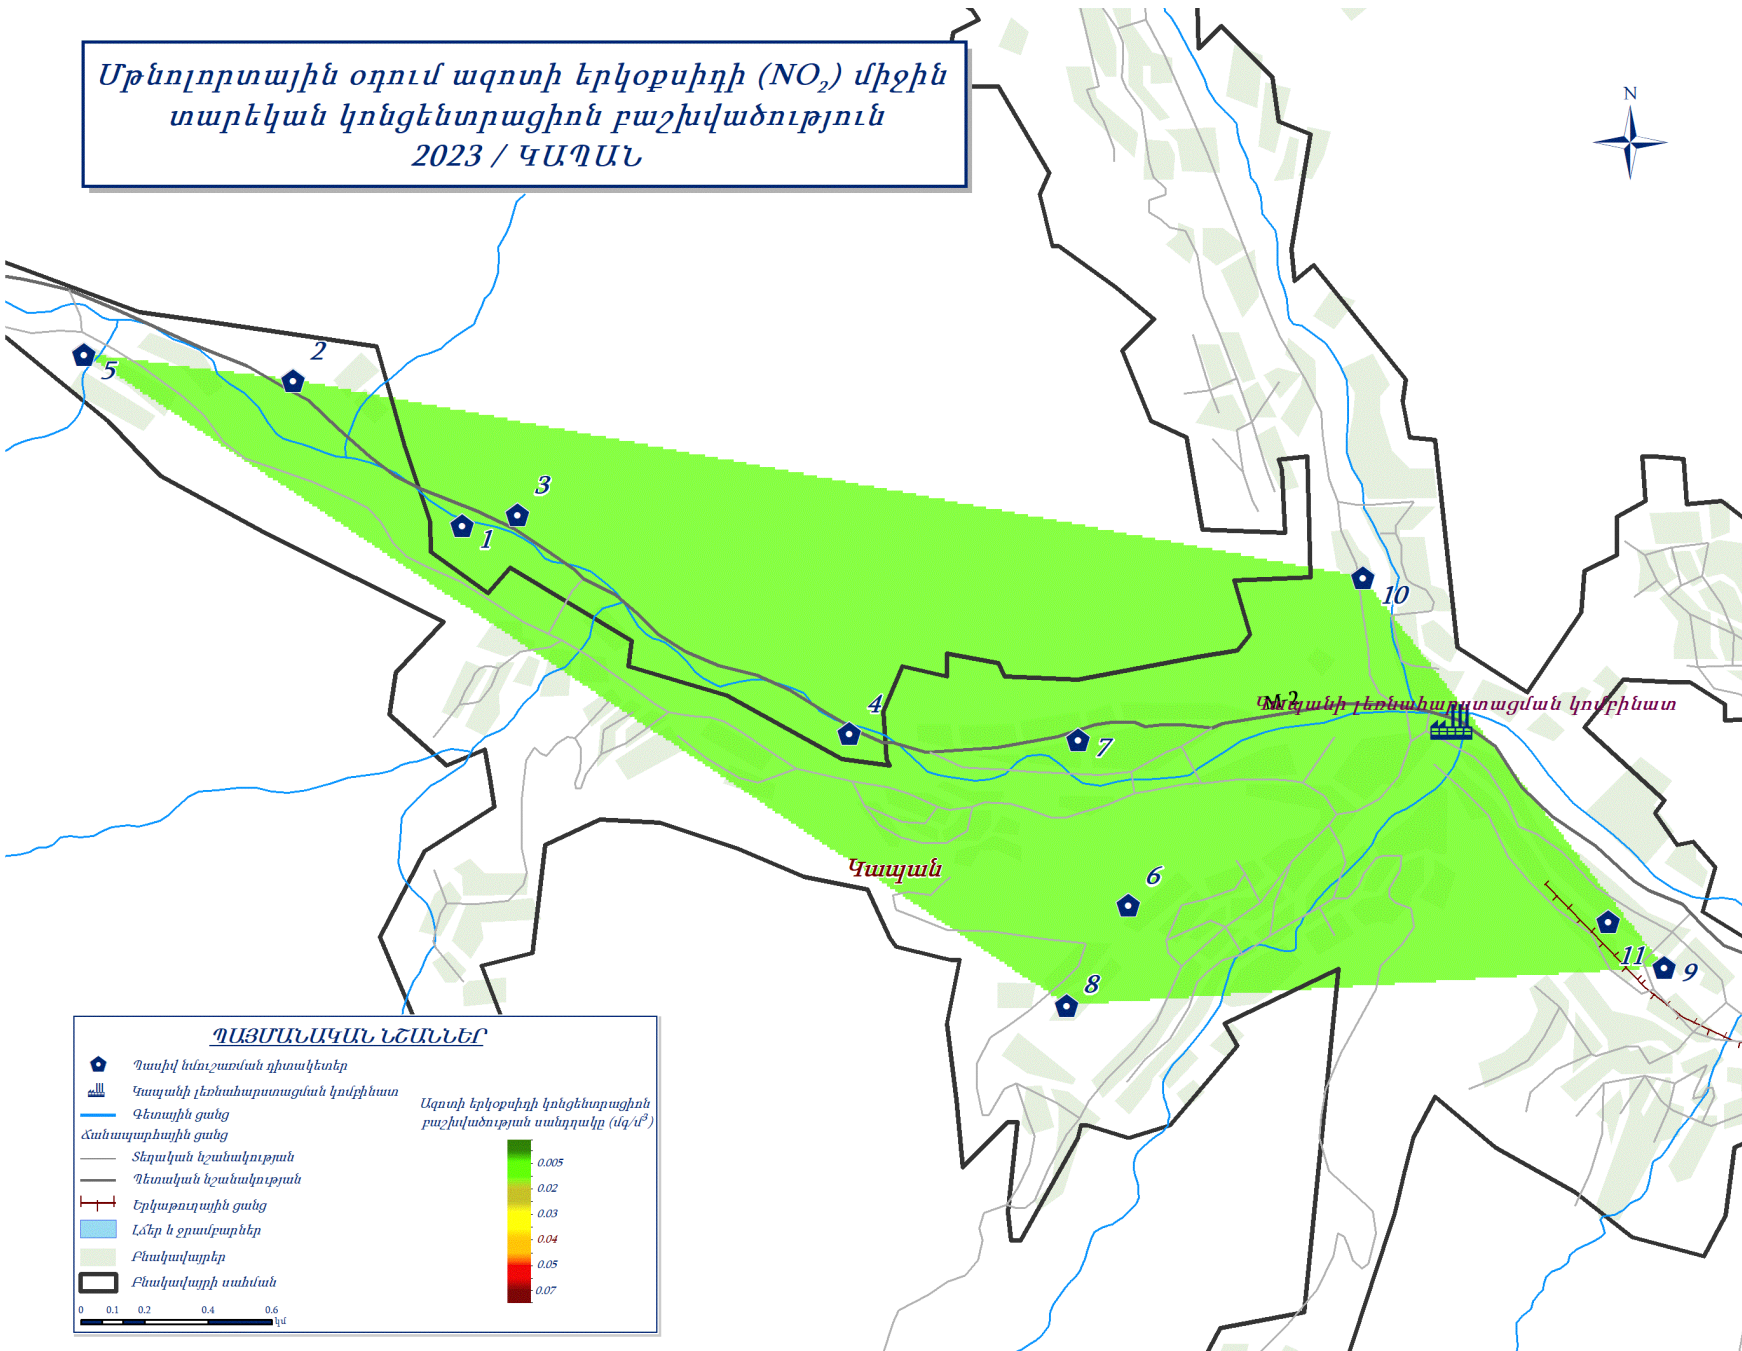 Մթնոլորտային օդում ազոտի երկօքսիդի (NO₂) միջին
տարեկան կոնցենտրացիոն բաշխվածություն
2023 / ԿԱՊԱՆ
N
5
2
3
1
10
4
7
M-2
Կապանի լեռնահարստացման կոմբինատ
Կապան
6
11
9
8
ՊԱՅՄԱՆԱԿԱՆ ՆՇԱՆՆԵՐ
Պասիվ նմուշառման դիտակետեր
Կապանի լեռնահարստացման կոմբինատ
Գետային ցանց
Ճանապարհային ցանց
Տեղական նշանակության
Պետական նշանակության
Երկաթուղային ցանց
Լճեր և ջրամբարներ
Բնակավայրեր
Բնակավայրի սահման
0 0.1 0.2 0.4 0.6
կմ
Ազոտի երկօքսիդի կոնցենտրացիոն
բաշխվածության սանդղակը (մգ/մ³)
0.005
0.02
0.03
0.04
0.05
0.07